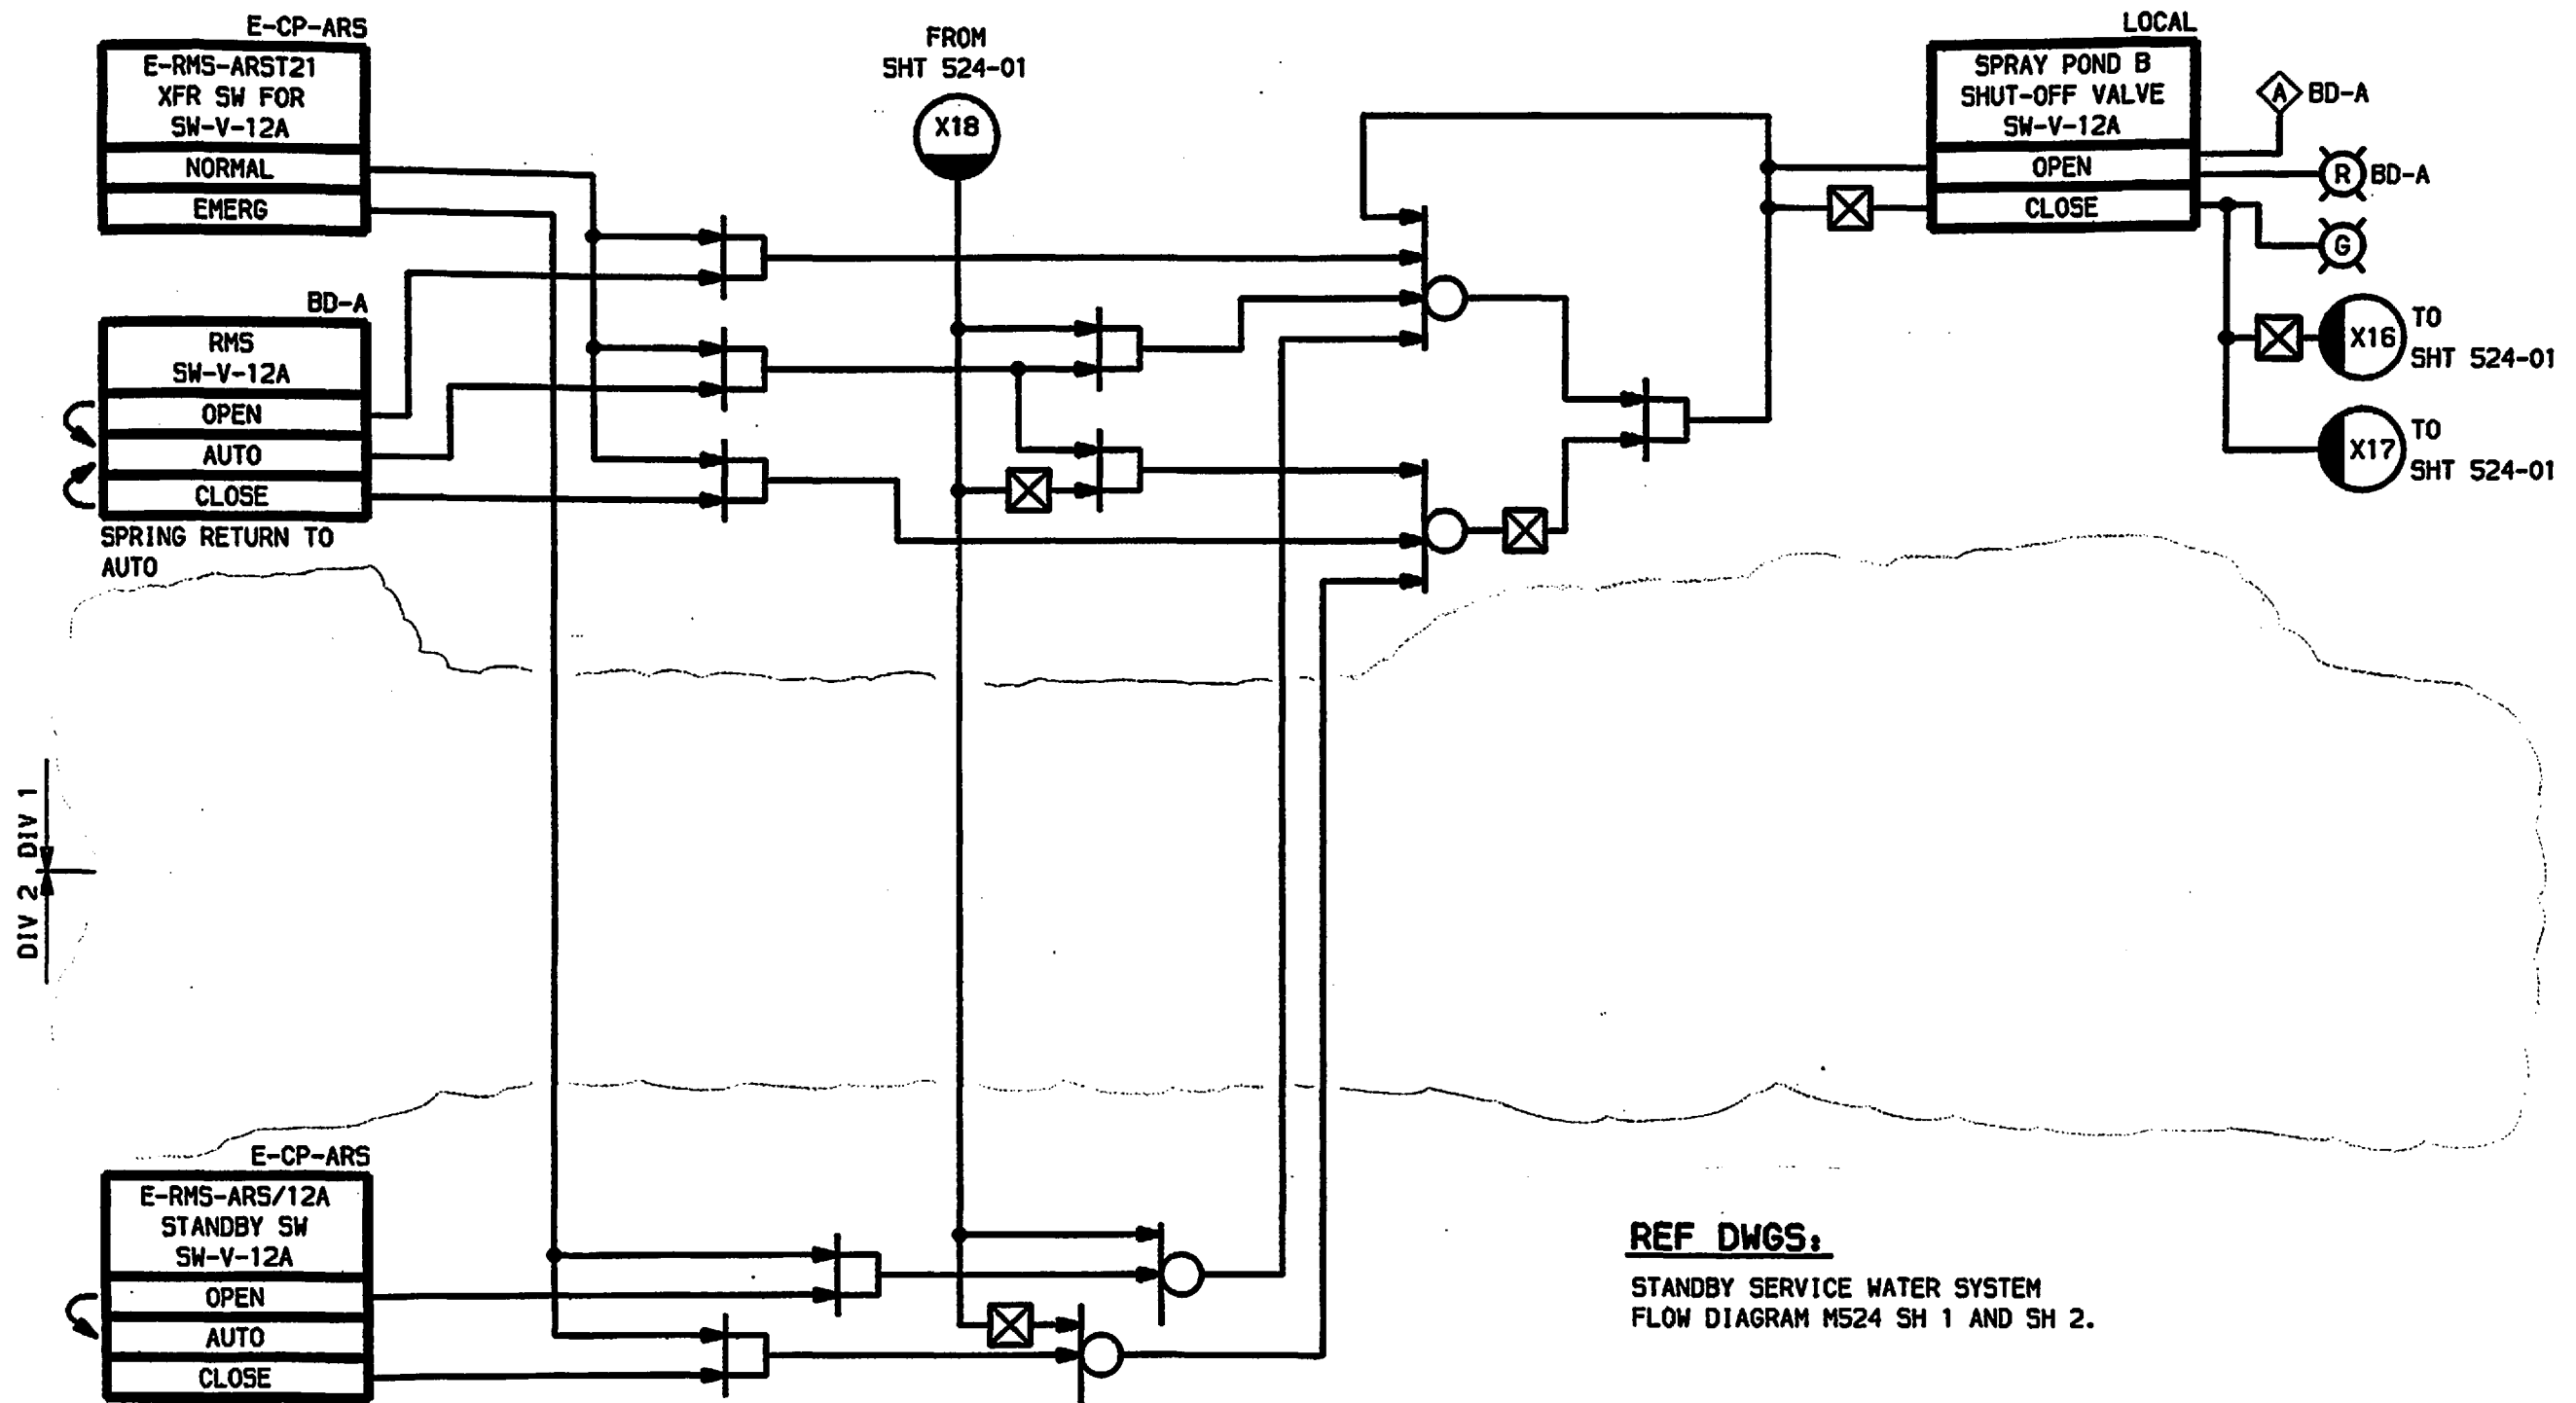 E-CP-ARS
E-RMS-ARST21
XFR SW FOR
SW-V-12A
NORMAL
EMERG
BD-A
RMS
SW-V-12A
OPEN
AUTO
CLOSE
SPRING RETURN TO
AUTO
FROM
SHT 524-01
X18
LOCAL
SPRAY POND B
SHUT-OFF VALVE
SW-V-12A
OPEN
CLOSE
A
BD-A
R
BD-A
G
X16
TO
SHT 524-01
X17
TO
SHT 524-01
DIV 1
DIV 2
E-CP-ARS
E-RMS-ARS/12A
STANDBY SW
SW-V-12A
OPEN
AUTO
CLOSE
REF DWGS:
STANDBY SERVICE WATER SYSTEM
FLOW DIAGRAM M524 SH 1 AND SH 2.